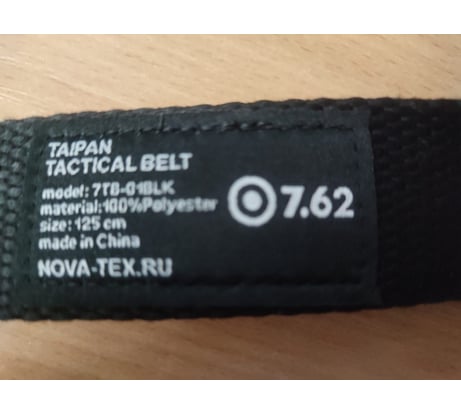 TAIPAN
TACTICAL BELT
model: 7TB-01BLK
material:100%Polyester
size: 125 cm
made in China
NOVA-TEX.RU
7.62